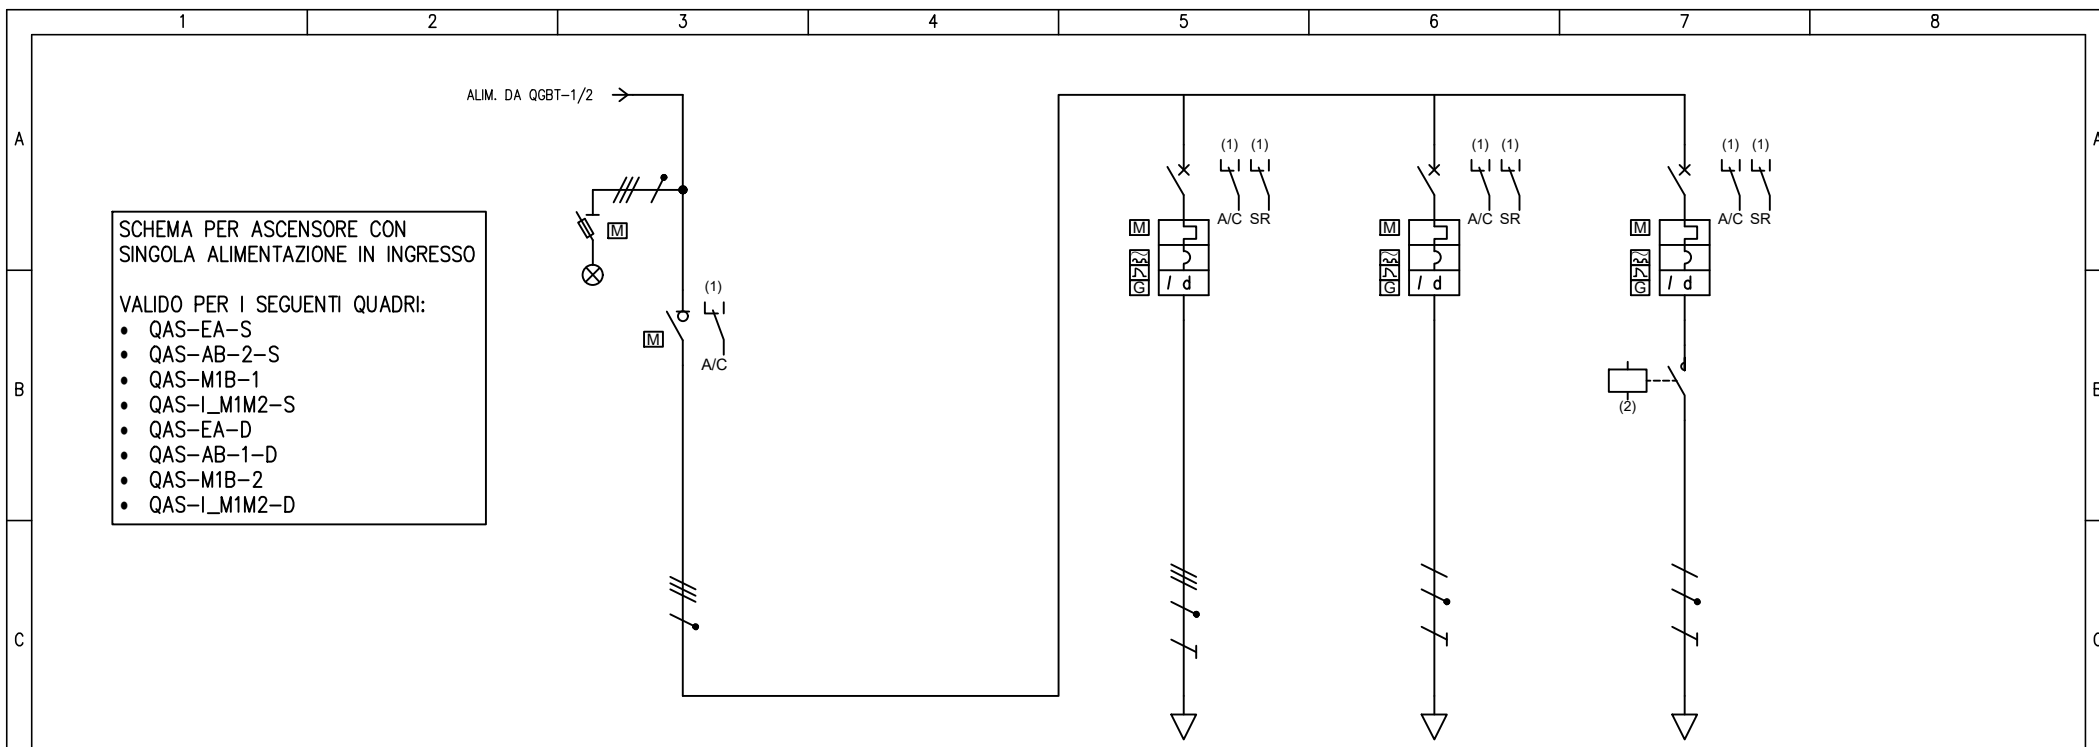 1 2 3 4 5 6 7 8
ALIM. DA QGBT-1/2
A A
(1) (1) (1) (1) (1) (1)
A/C SR A/C SR A/C SR
M M M M
SCHEMA PER ASCENSORE CON
SINGOLA ALIMENTAZIONE IN INGRESSO
VALIDO PER I SEGUENTI QUADRI:
• QAS-EA-S
• QAS-AB-2-S
• QAS-M1B-1
• QAS-I_M1M2-S
• QAS-EA-D
• QAS-AB-1-D
• QAS-M1B-2
• QAS-I_M1M2-D
I d I d I d
G G G
(1)
M
A/C
B B
(2)
C C